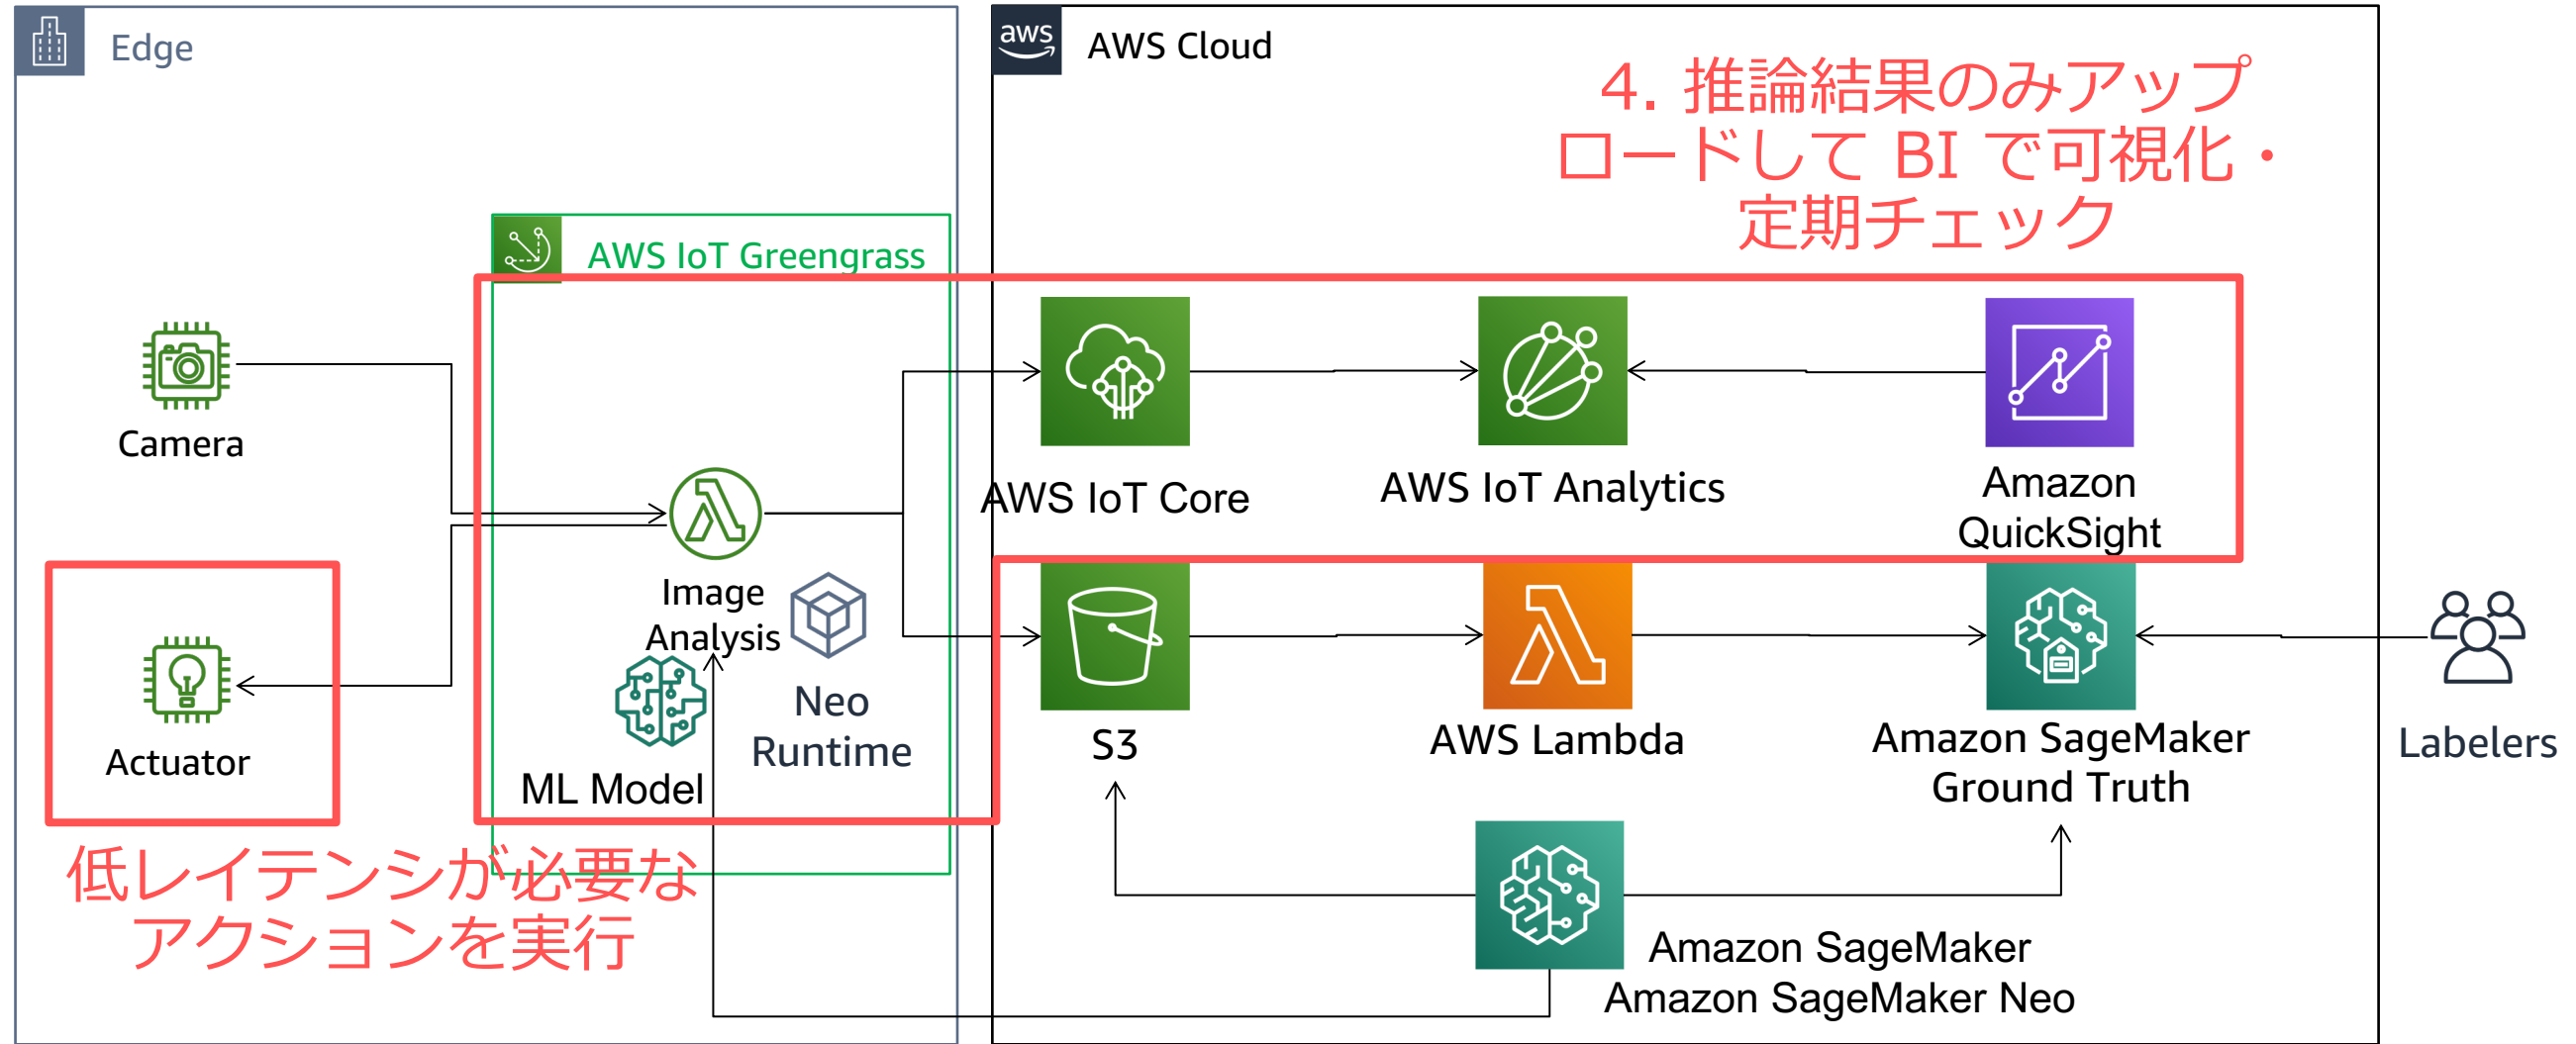 Edge
aws
AWS Cloud
4. 推論結果のみアップ
ロードして BI で可視化・
定期チェック
AWS IoT Greengrass
Camera
AWS IoT Core
AWS IoT Analytics
Amazon
QuickSight
Image
Analysis
Neo
Runtime
ML Model
Actuator
低レイテンシが必要な
アクションを実行
S3
AWS Lambda
Amazon SageMaker
Ground Truth
Labelers
Amazon SageMaker
Amazon SageMaker Neo